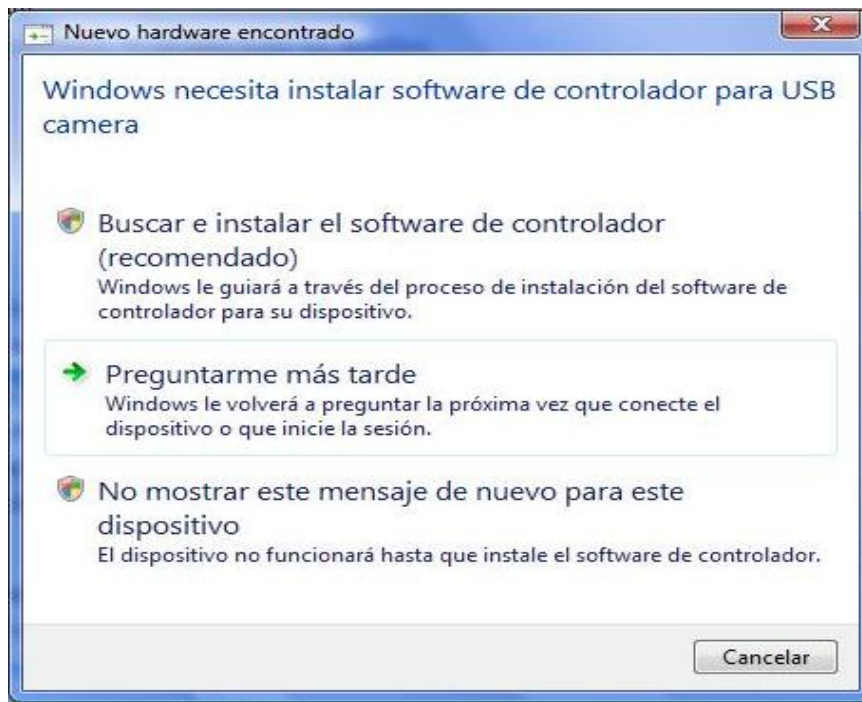 Nuevo hardware encontrado
Windows necesita instalar software de controlador para USB
camera
Buscar e instalar el software de controlador
(recomendado)
Windows le guiará a través del proceso de instalación del software de
controlador para su dispositivo.
Preguntarme más tarde
Windows le volverá a preguntar la próxima vez que conecte el
dispositivo o que inicie la sesión.
No mostrar este mensaje de nuevo para este
dispositivo
El dispositivo no funcionará hasta que instale el software de controlador.
Cancelar